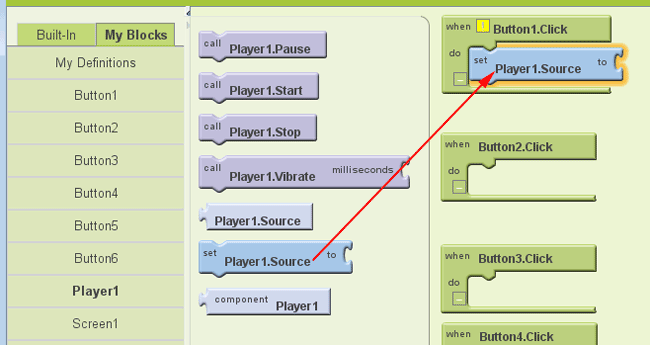 Built-In
My Blocks
My Definitions
Button1
Button2
Button3
Button4
Button5
Button6
Player1
Screen1
call Player1.Pause
call Player1.Start
call Player1.Stop
call Player1.Vibrate milliseconds
Player1.Source
set Player1.Source to
component Player1
when Button1.Click
do set Player1.Source to
when Button2.Click
do
when Button3.Click
do
when Button4.Click